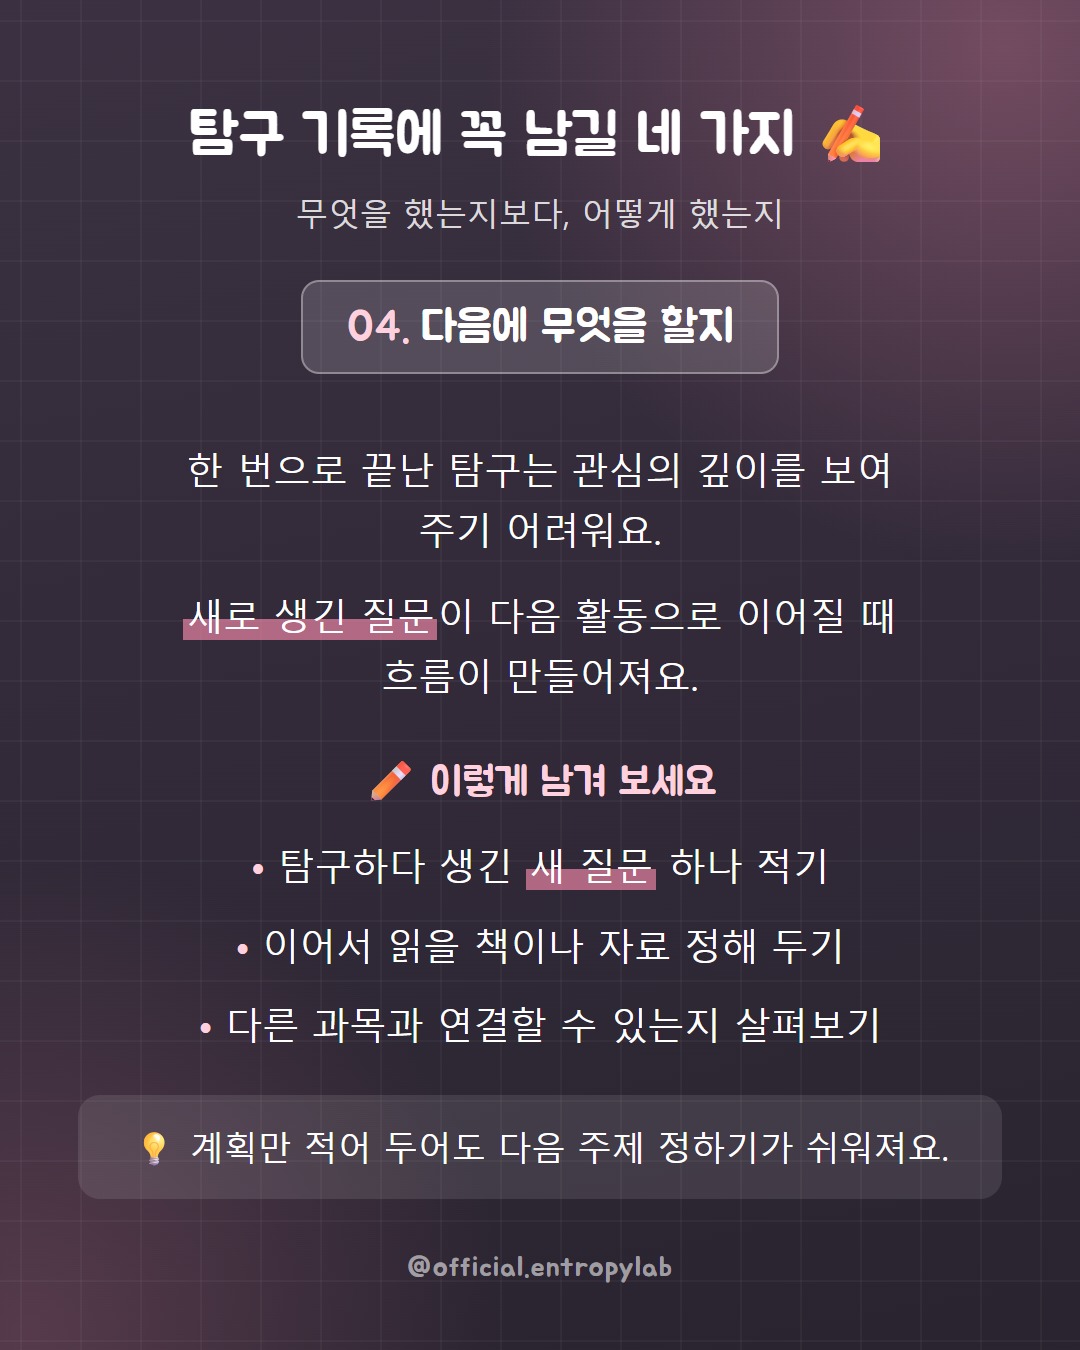 탐구 기록에 꼭 남길 네 가지 ✍️
무엇을 했는지보다, 어떻게 했는지
04. 다음에 무엇을 할지
한 번으로 끝난 탐구는 관심의 깊이를 보여
주기 어려워요.
새로 생긴 질문이 다음 활동으로 이어질 때
흐름이 만들어져요.
✏️ 이렇게 남겨 보세요
• 탐구하다 생긴 새 질문 하나 적기
• 이어서 읽을 책이나 자료 정해 두기
• 다른 과목과 연결할 수 있는지 살펴보기
💡 계획만 적어 두어도 다음 주제 정하기가 쉬워져요.
@official.entropylab